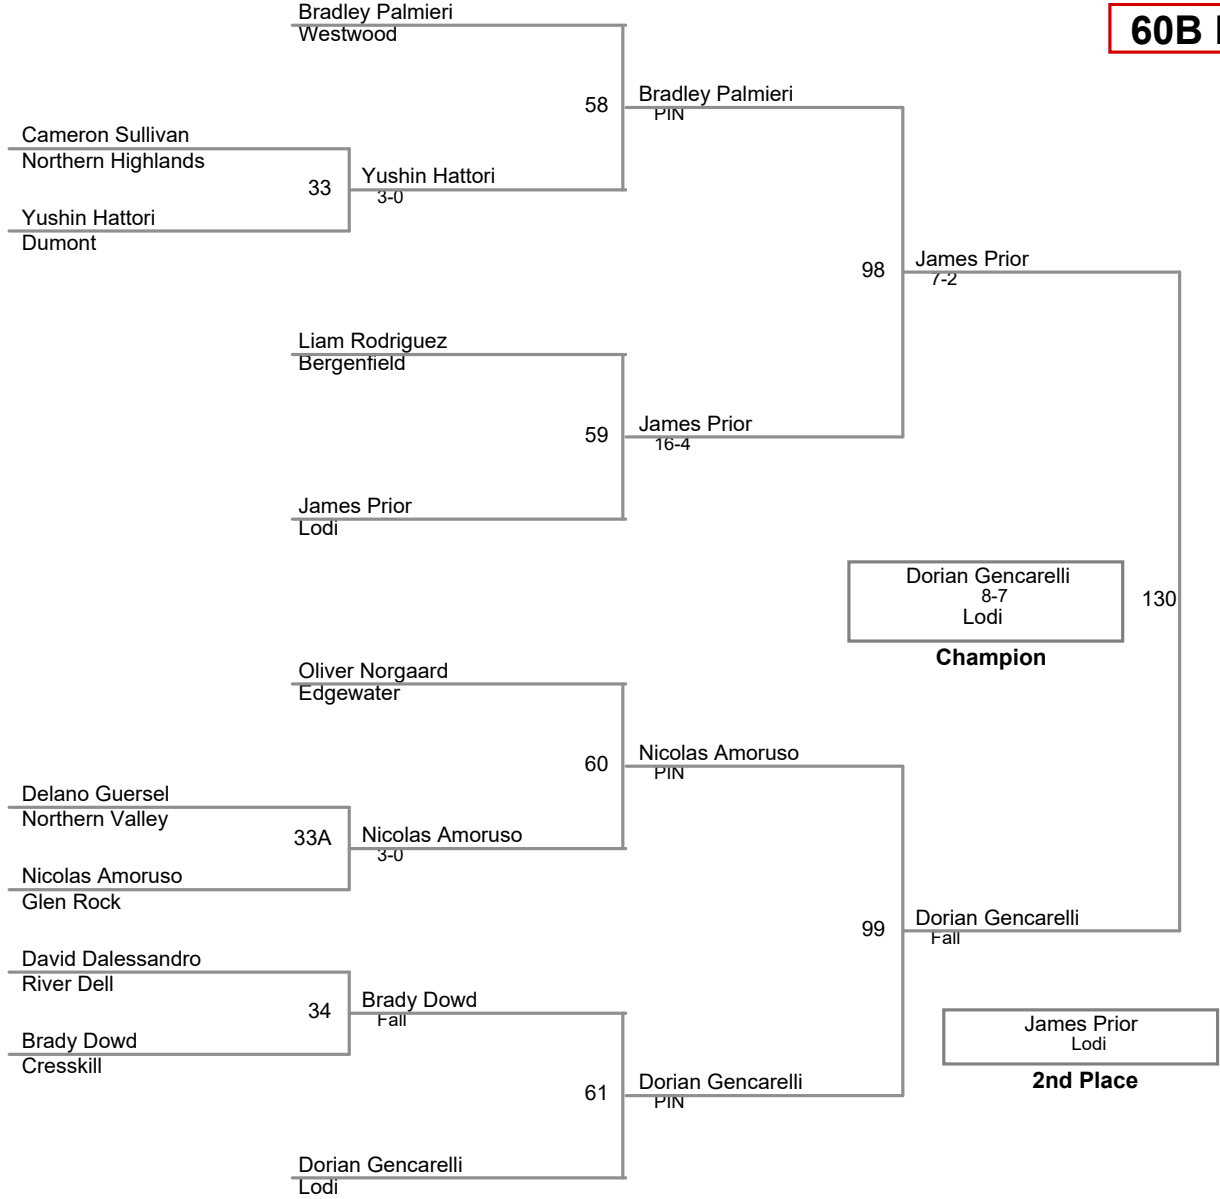 Bradley Palmieri
Westwood
60B
58
Bradley Palmieri
PIN
Cameron Sullivan
Northern Highlands
33
Yushin Hattori
3-0
Yushin Hattori
Dumont
98
James Prior
7-2
Liam Rodriguez
Bergenfield
59
James Prior
16-4
James Prior
Lodi
Dorian Gencarelli
8-7
Lodi
130
Champion
Oliver Norgaard
Edgewater
60
Nicolas Amoruso
PIN
Delano Guersel
Northern Valley
33A
Nicolas Amoruso
3-0
Nicolas Amoruso
Glen Rock
99
Dorian Gencarelli
Fall
David Dalessandro
River Dell
34
Brady Dowd
Fall
Brady Dowd
Cresskill
James Prior
Lodi
2nd Place
61
Dorian Gencarelli
PIN
Dorian Gencarelli
Lodi